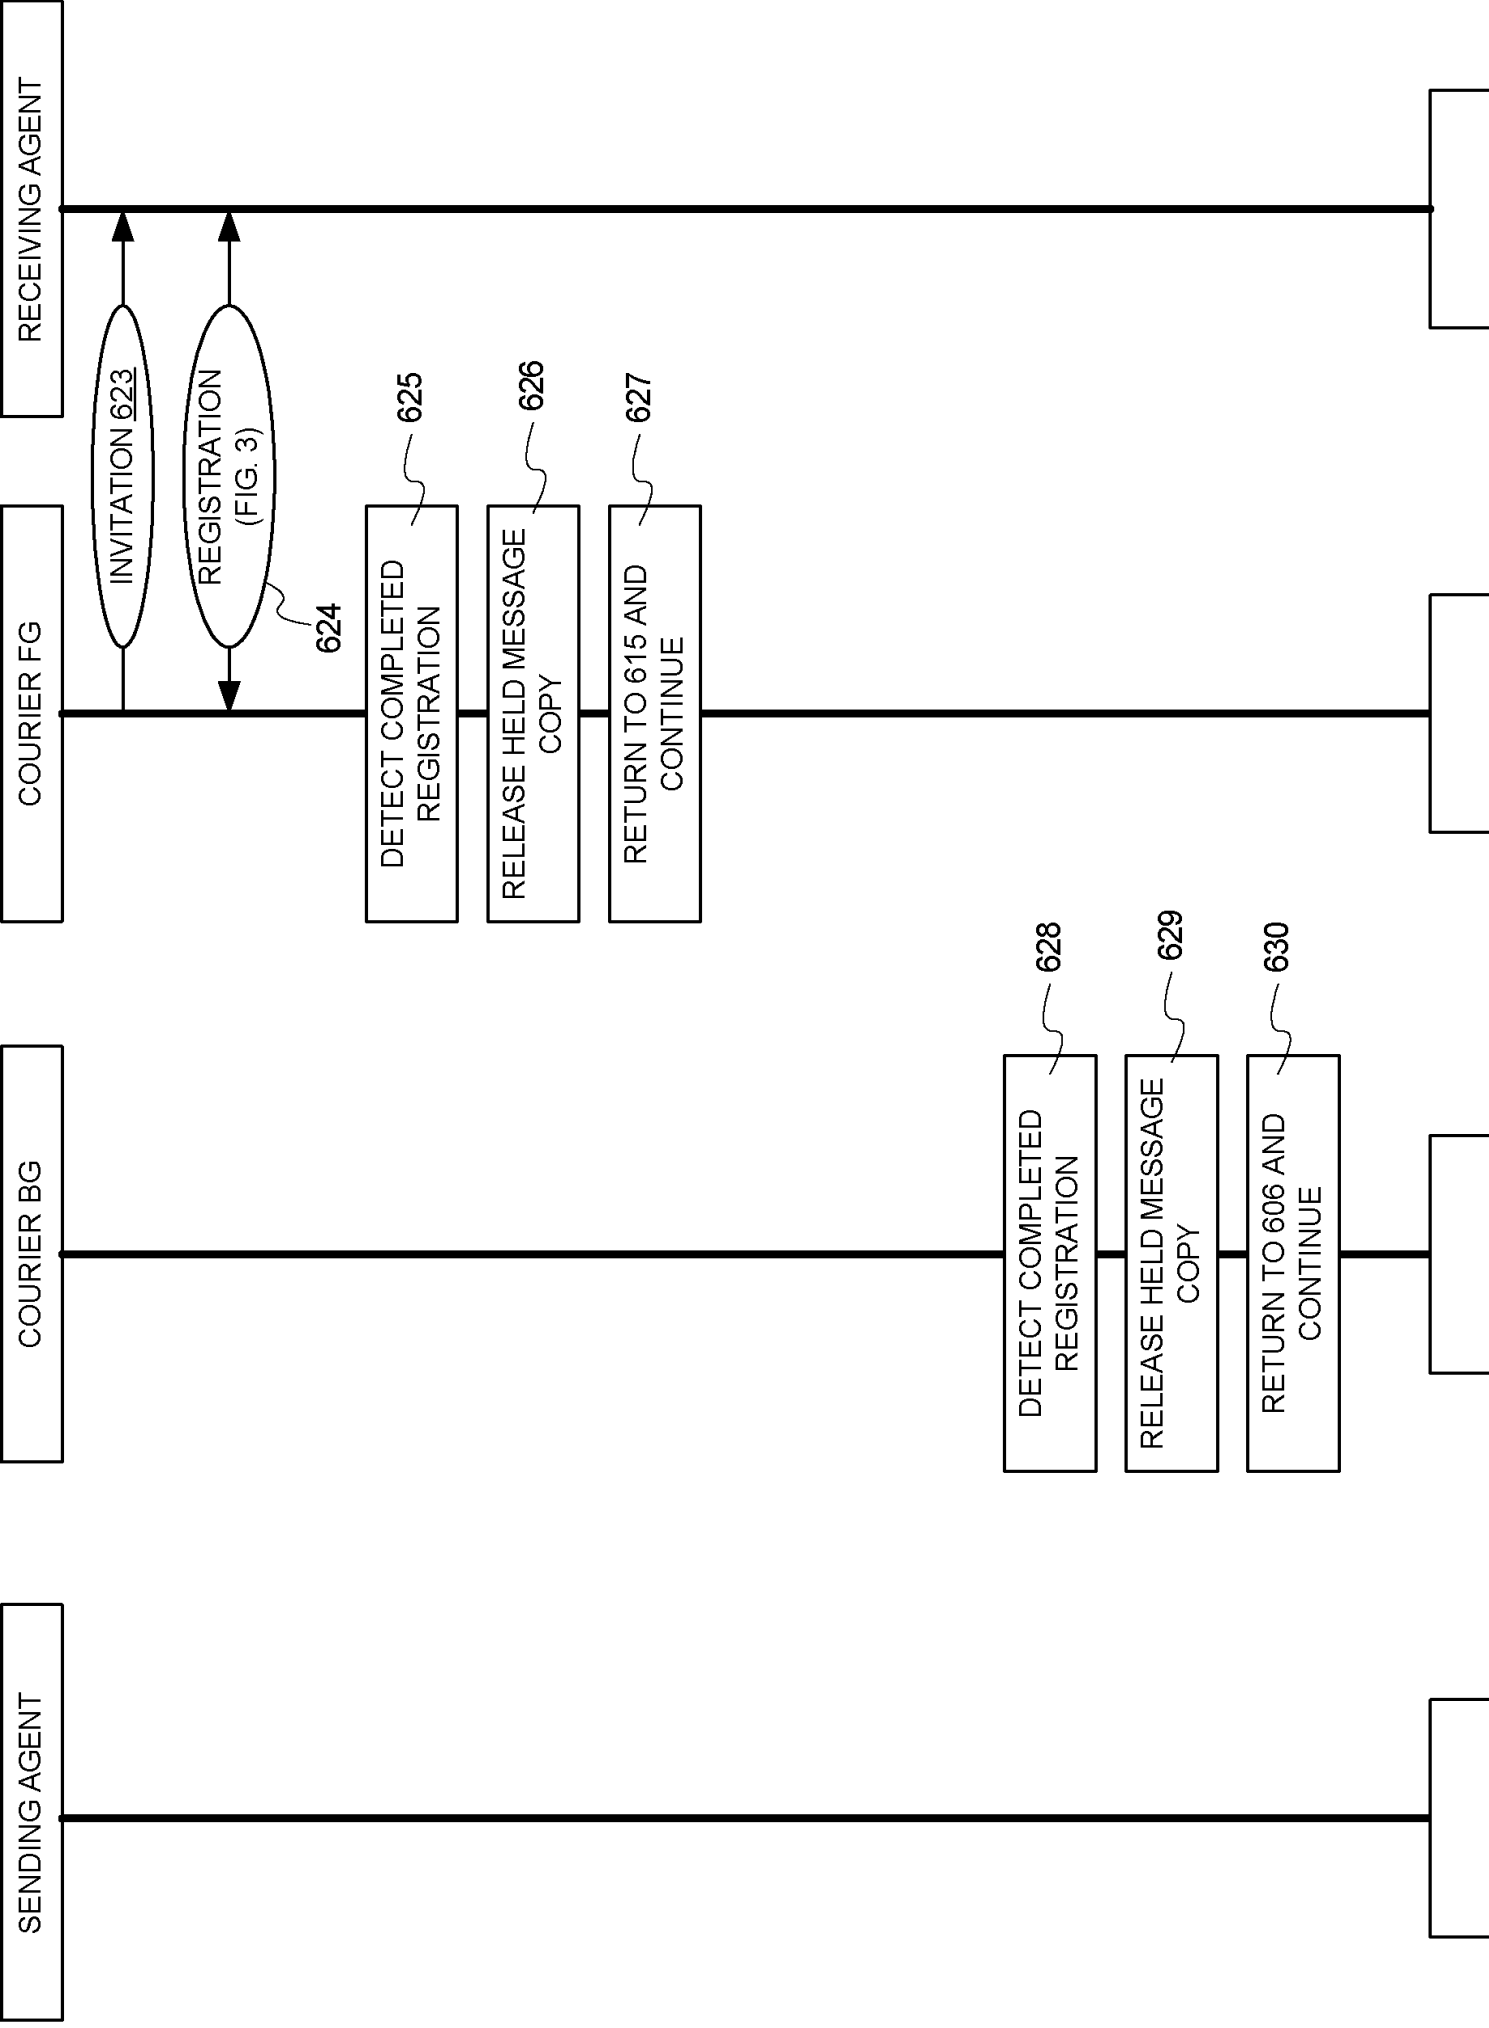 SENDING AGENT
COURIER BG
COURIER FG
RECEIVING AGENT
INVITATION 623
REGISTRATION
(FIG. 3)
624
DETECT COMPLETED
REGISTRATION
625
RELEASE HELD MESSAGE
COPY
626
RETURN TO 615 AND
CONTINUE
627
DETECT COMPLETED
REGISTRATION
628
RELEASE HELD MESSAGE
COPY
629
RETURN TO 606 AND
CONTINUE
630